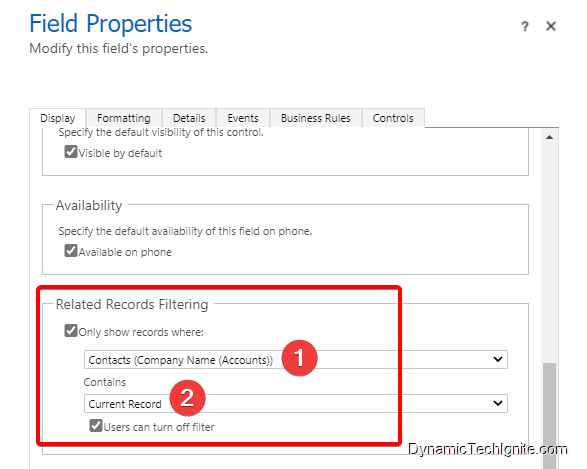 Field Properties
? ×
Modify this field's properties.
Display Formatting Details Events Business Rules Controls
Specify the default visibility of this control.
Visible by default
Availability
Specify the default availability of this field on phone.
Available on phone
Related Records Filtering
Only show records where:
Contacts (Company Name (Accounts)) 1
Contains
Current Record 2
Users can turn off filter
DynamicTechIgnite.com